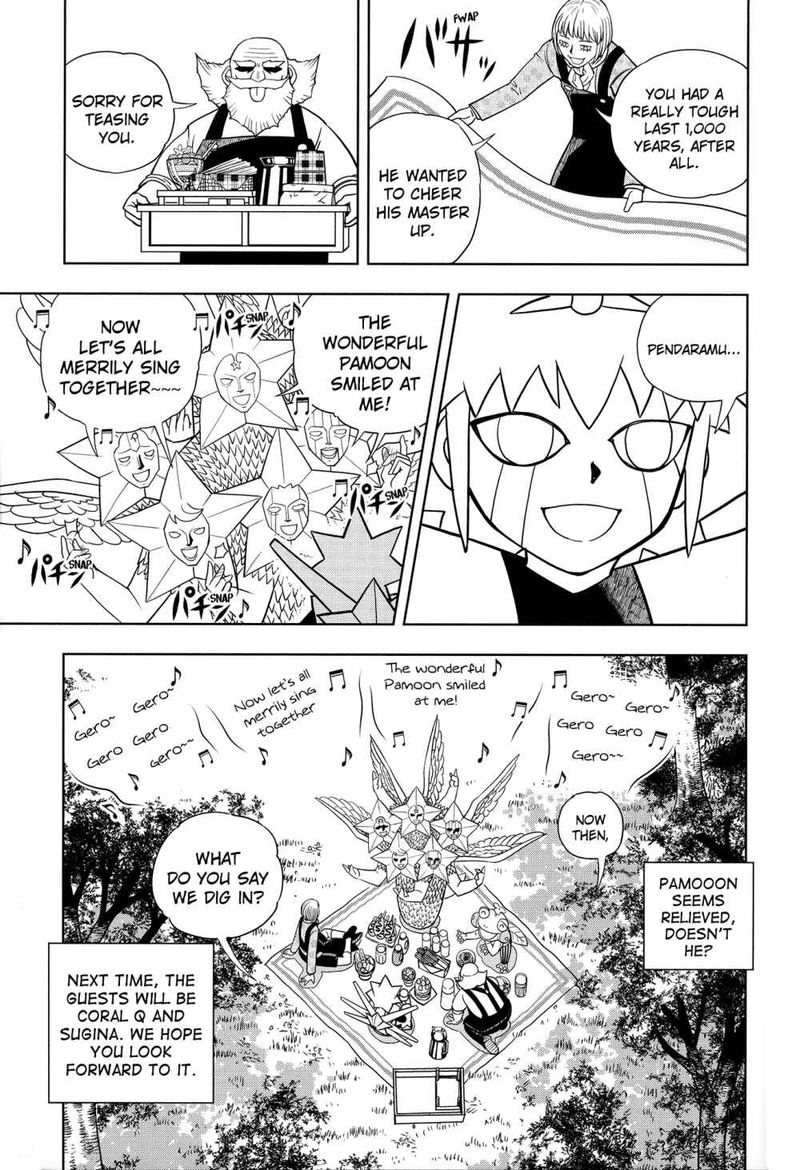 FWAP
バサッ
YOU HAD A
REALLY TOUGH
LAST 1,000
YEARS, AFTER
ALL.
HE WANTED
TO CHEER
HIS MASTER
UP.
SORRY FOR
TEASING
YOU.
PENDARAMU...
THE
WONDERFUL
PAMOON
SMILED AT
ME!
パチン
SNAP
NOW
LET'S ALL
MERRILY SING
TOGETHER~~~
パチン
SNAP
パチン
SNAP
パチン
SNAP
Gero~ Gero~
Gero Gero
Gero~~
The wonderful
Pamoon smiled
at me!
Now let's all
merrily sing
together
Gero~ Gero~
Gero Gero
Gero~~
NOW
THEN,
WHAT
DO YOU SAY
WE DIG IN?
PAMOOON
SEEMS
RELIEVED,
DOESN'T
HE?
NEXT TIME, THE
GUESTS WILL BE
CORAL Q AND
SUGINA. WE HOPE
YOU LOOK
FORWARD TO IT.